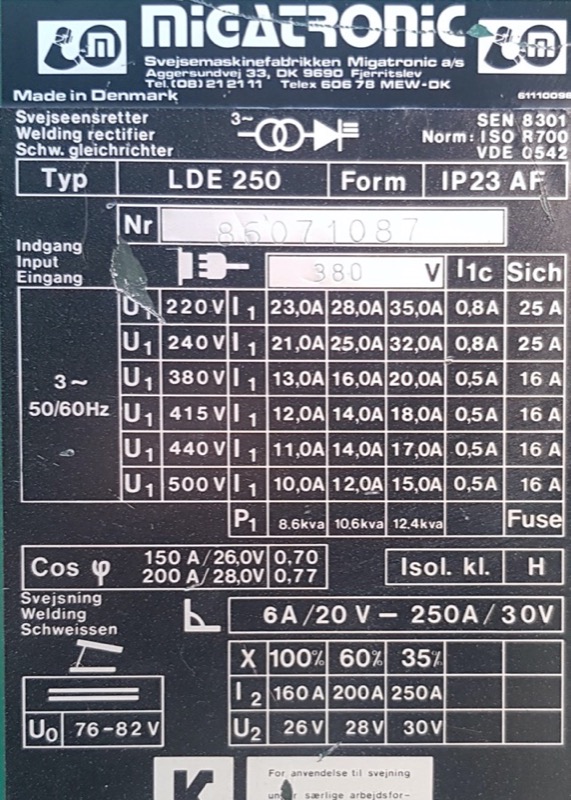 MIGATRONIC
Svejsemaskinefabrikken Migatronic a/s
Aggersundvej 33, DK 9690 Fjerritslev
Tel. (08) 21 21 11 Telex 606 78 MEW-DK
Made in Denmark
61110098
Svejseensretter
Welding rectifier
Schw. gleichrichter
3~
SEN 8301
Norm: ISO R700
VDE 0542
Typ LDE 250 Form IP23 AF
Nr 86071087
Indgang
Input
Eingang
380 V I1c Sich
3~
50/60Hz
U1 220 V I1 23,0A 28,0A 35,0A 0,8A 25 A
U1 240 V I1 21,0A 25,0A 32,0A 0,8A 25 A
U1 380 V I1 13,0A 16,0A 20,0A 0,5A 16 A
U1 415 V I1 12,0A 14,0A 18,0A 0,5A 16 A
U1 440 V I1 11,0A 14,0A 17,0A 0,5A 16 A
U1 500 V I1 10,0A 12,0A 15,0A 0,5A 16 A
P1 8,6kva 10,6kva 12,4kva Fuse
Cos φ 150 A/26,0V 0,70
200 A/28,0V 0,77
Isol. kl. H
Svejsning
Welding
Schweissen
6A/20 V – 250A/30V
X 100% 60% 35%
I2 160 A 200A 250A
U0 76-82 V
U2 26V 28V 30V
K
For anvendelse til svejning
under særlige arbejdsfor-